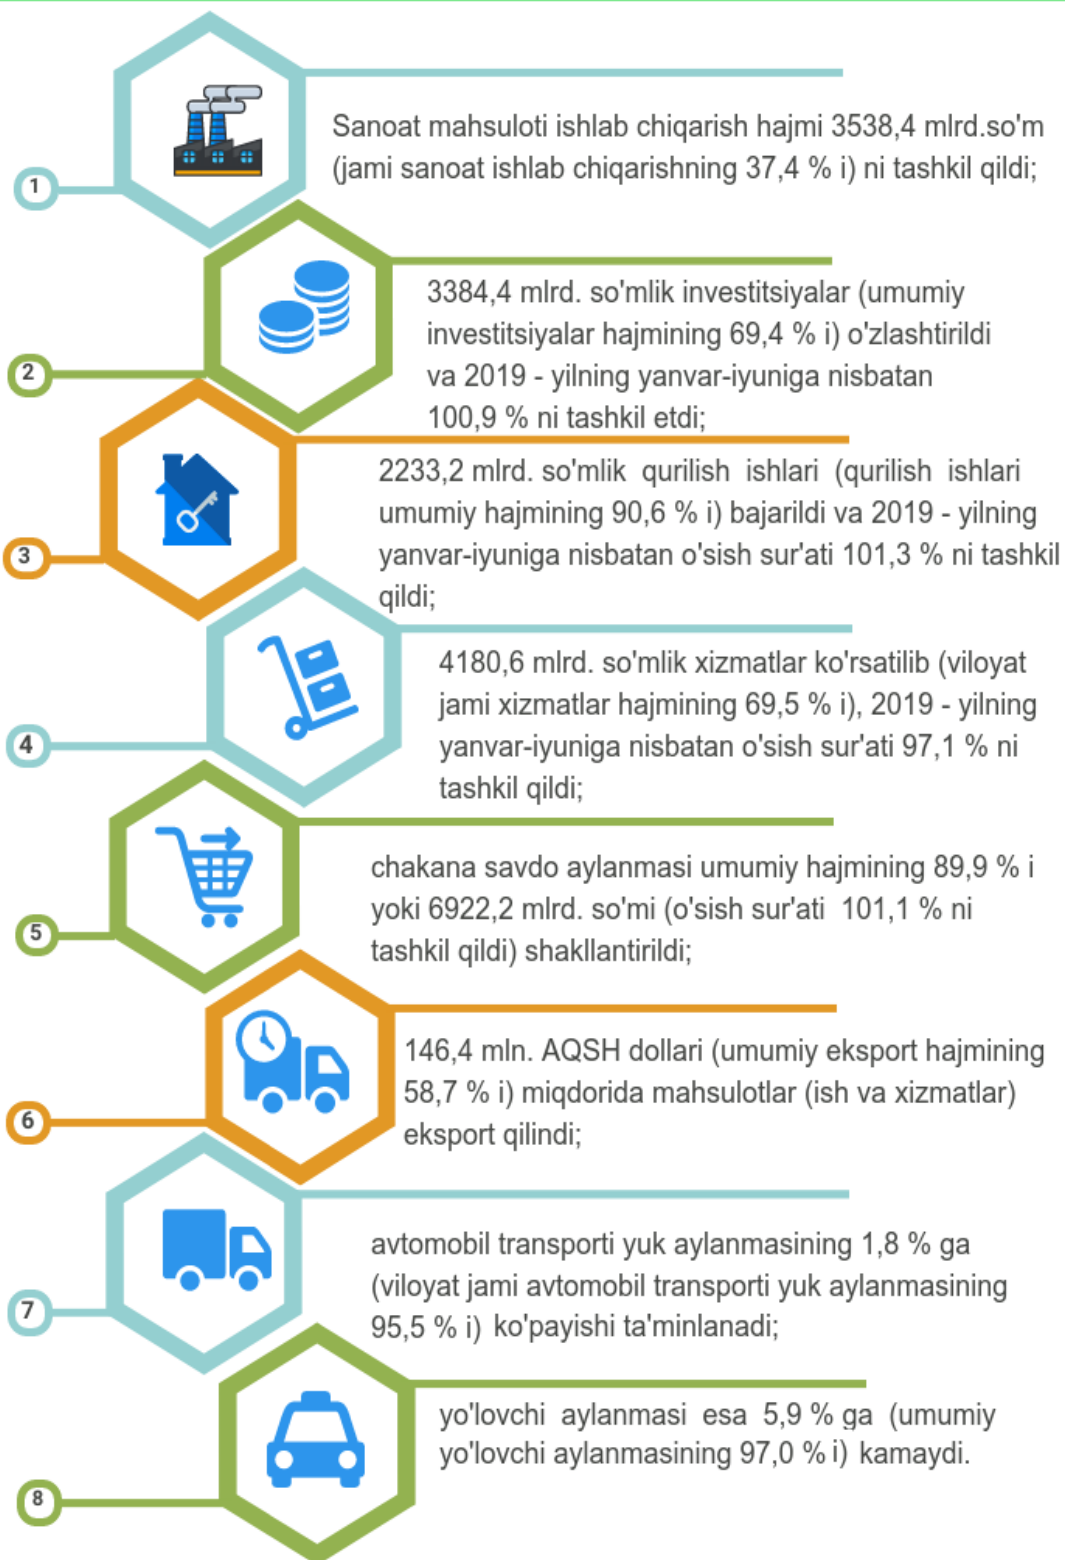 1
Sanoat mahsuloti ishlab chiqarish hajmi 3538,4 mlrd.so'm
(jami sanoat ishlab chiqarishning 37,4 % i) ni tashkil qildi;
2
3384,4 mlrd. so'mlik investitsiyalar (umumiy
investitsiyalar hajmining 69,4 % i) o'zlashtirildi
va 2019 - yilning yanvar-iyuniga nisbatan
100,9 % ni tashkil etdi;
3
2233,2 mlrd. so'mlik qurilish ishlari (qurilish ishlari
umumiy hajmining 90,6 % i) bajarildi va 2019 - yilning
yanvar-iyuniga nisbatan o'sish sur'ati 101,3 % ni tashkil
qildi;
4
4180,6 mlrd. so'mlik xizmatlar ko'rsatilib (viloyat
jami xizmatlar hajmining 69,5 % i), 2019 - yilning
yanvar-iyuniga nisbatan o'sish sur'ati 97,1 % ni
tashkil qildi;
5
chakana savdo aylanmasi umumiy hajmining 89,9 % i
yoki 6922,2 mlrd. so'mi (o'sish sur'ati 101,1 % ni
tashkil qildi) shakllantirildi;
6
146,4 mln. AQSH dollari (umumiy eksport hajmining
58,7 % i) miqdorida mahsulotlar (ish va xizmatlar)
eksport qilindi;
7
avtomobil transporti yuk aylanmasining 1,8 % ga
(viloyat jami avtomobil transporti yuk aylanmasining
95,5 % i) ko'payishi ta'minlanadi;
8
yo'lovchi aylanmasi esa 5,9 % ga (umumiy
yo'lovchi aylanmasining 97,0 % i) kamaydi.